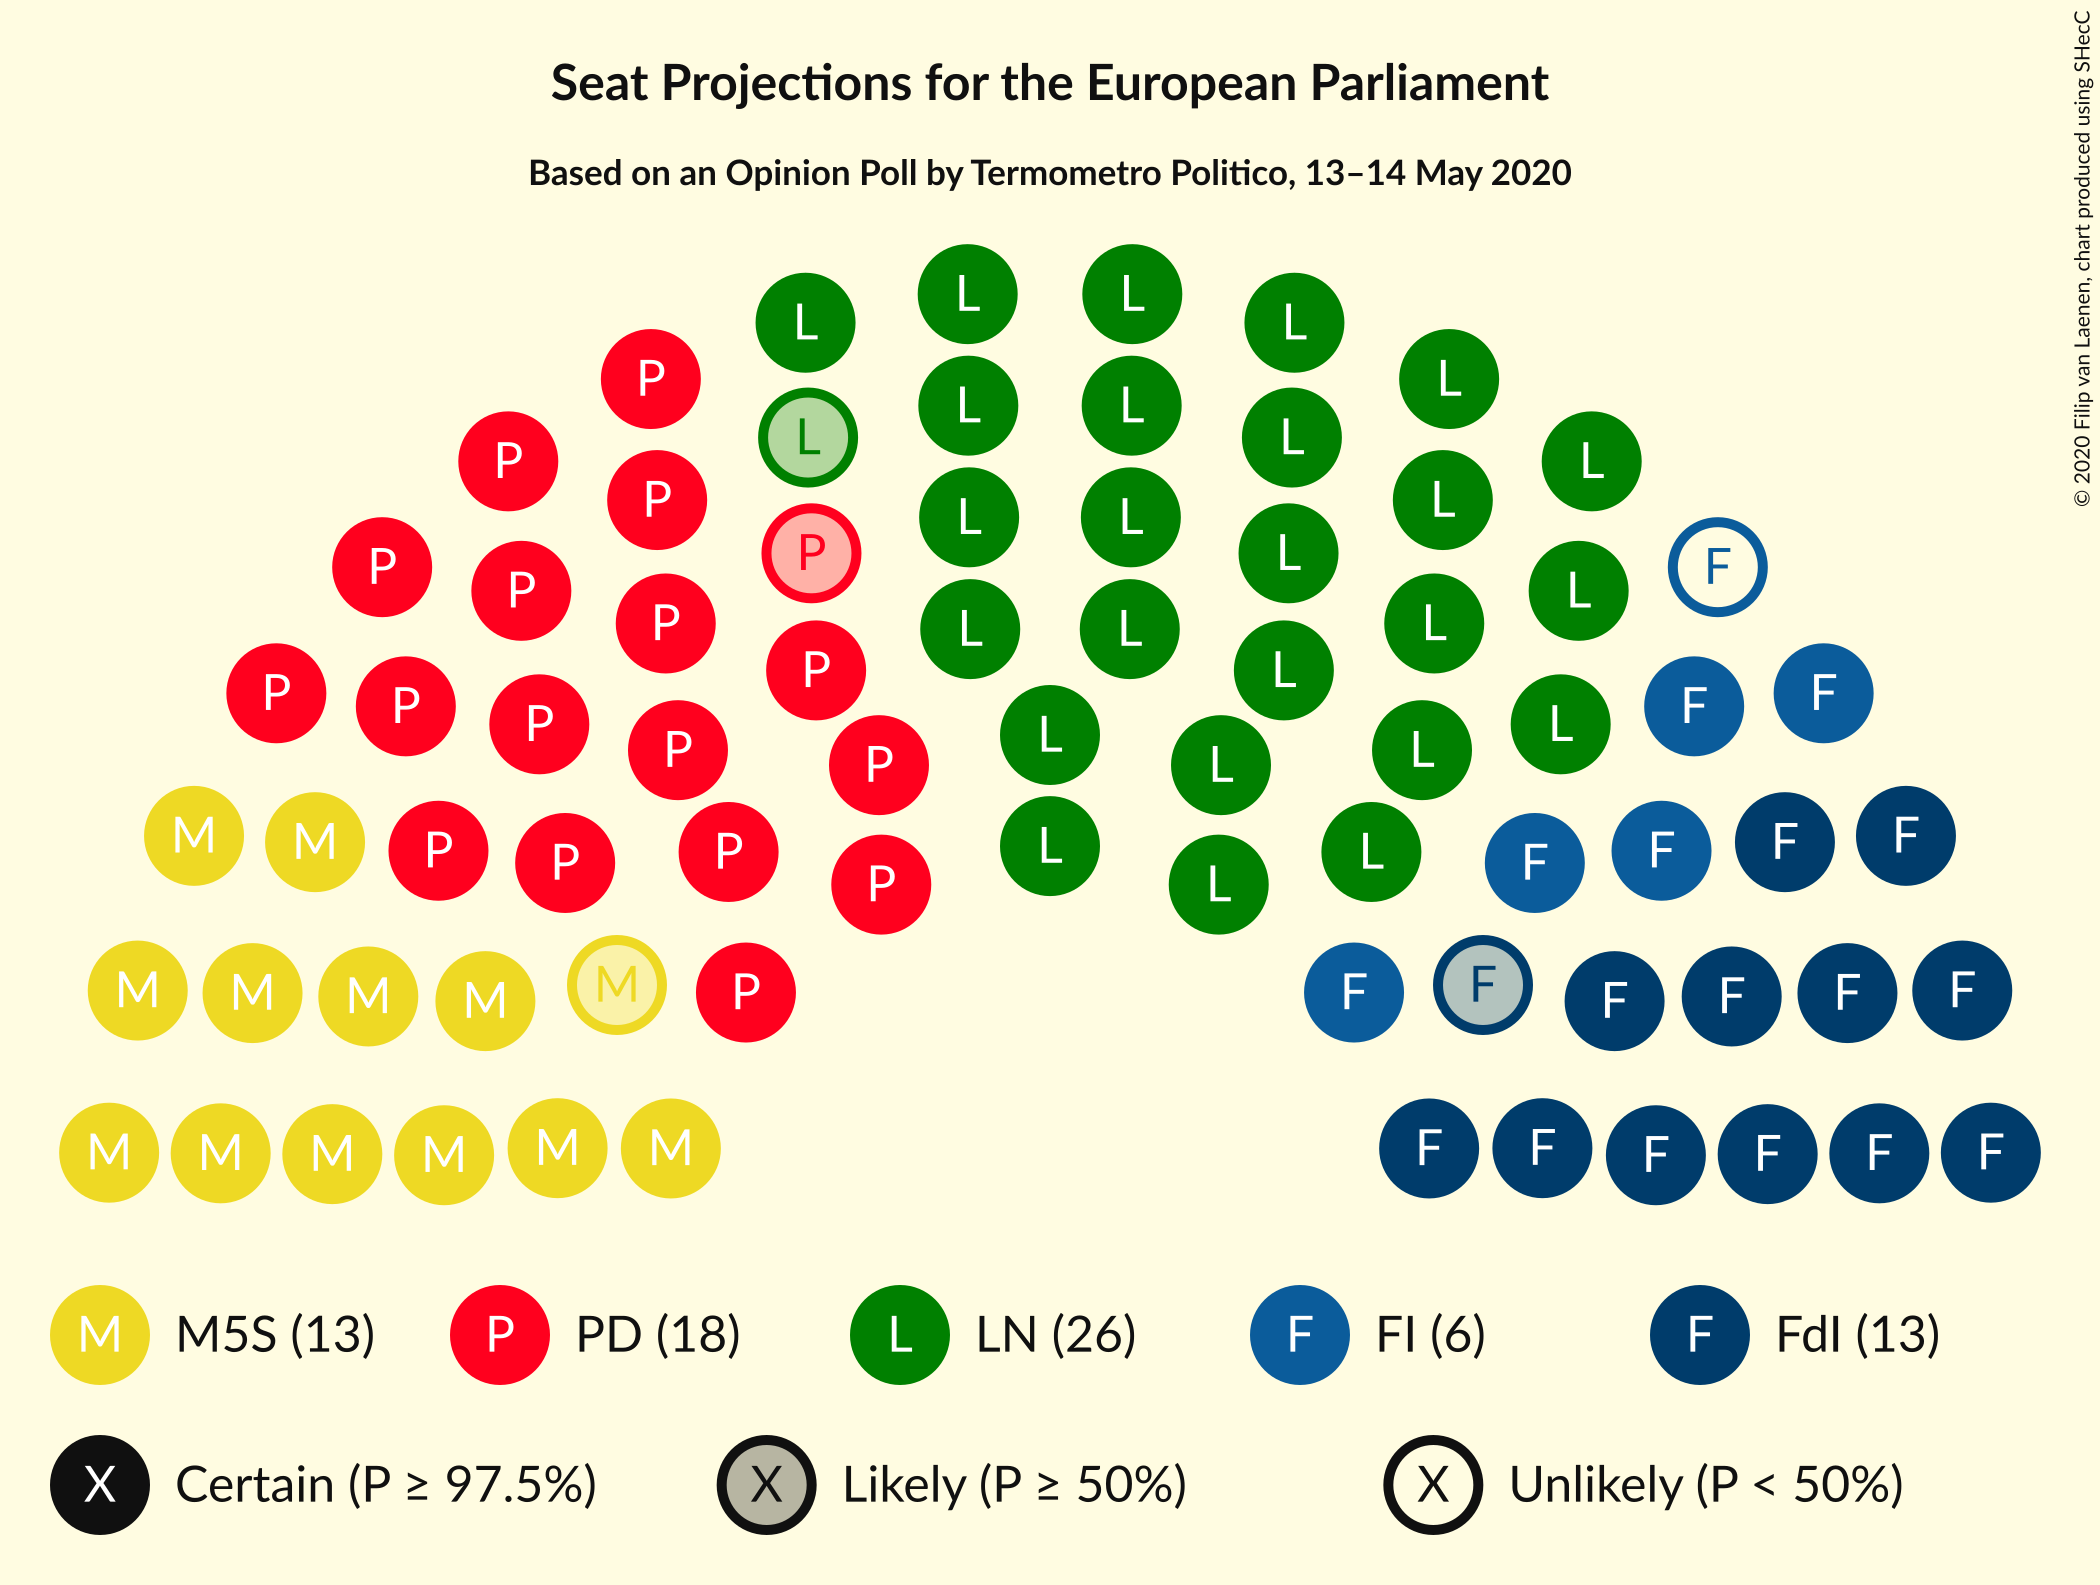 Seat Projections for the European Parliament
Based on an Opinion Poll by Termometro Politico, 13–14 May 2020
© 2020 Filip van Laenen, chart produced using SHecC
L L L L
P L
L L L L
P L
P L
P L L L
P F
P L
P L
L L
P L
P L
P F
P F
P L
P L
L
P L
M F
M F
P F
P F
P L
L
P L
M M M M M P
F F F F F F
M M M M M M
F F F F F F
M M5S (13)
P PD (18)
L LN (26)
F FI (6)
F FdI (13)
X Certain (P ≥ 97.5%)
X Likely (P ≥ 50%)
X Unlikely (P < 50%)